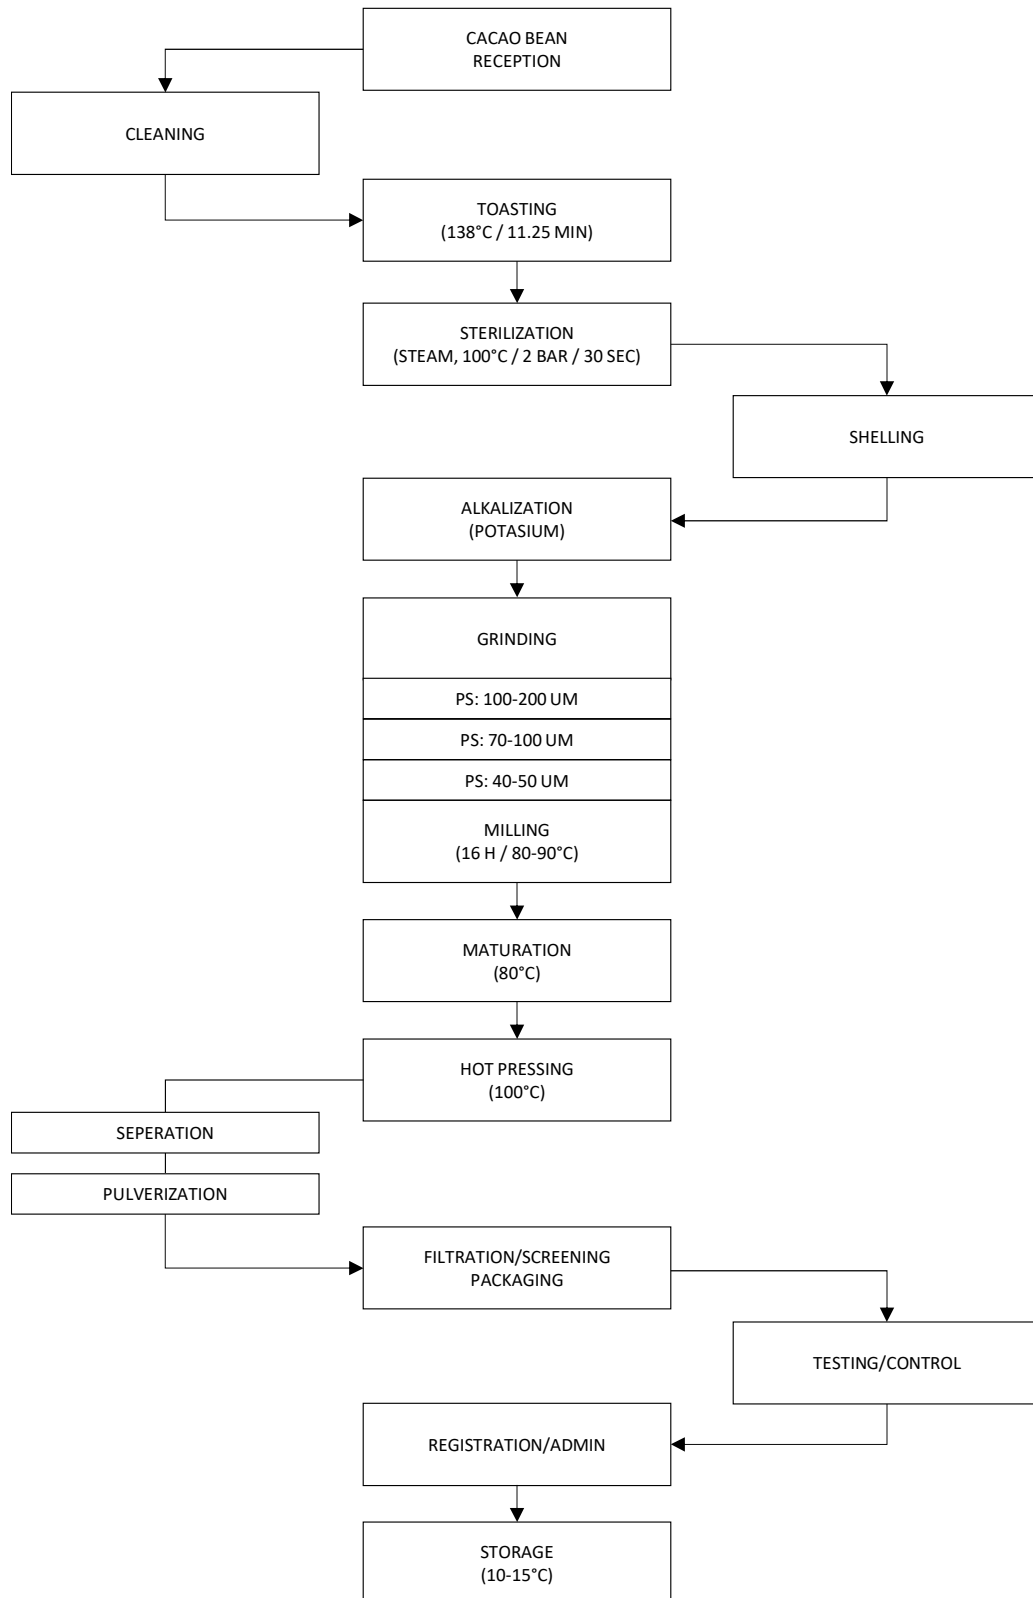 CACAO BEAN
RECEPTION
CLEANING
TOASTING
(138°C / 11.25 MIN)
STERILIZATION
(STEAM, 100°C / 2 BAR / 30 SEC)
SHELLING
ALKALIZATION
(POTASIUM)
GRINDING
PS: 100-200 UM
PS: 70-100 UM
PS: 40-50 UM
MILLING
(16 H / 80-90°C)
MATURATION
(80°C)
HOT PRESSING
(100°C)
SEPERATION
PULVERIZATION
FILTRATION/SCREENING
PACKAGING
TESTING/CONTROL
REGISTRATION/ADMIN
STORAGE
(10-15°C)